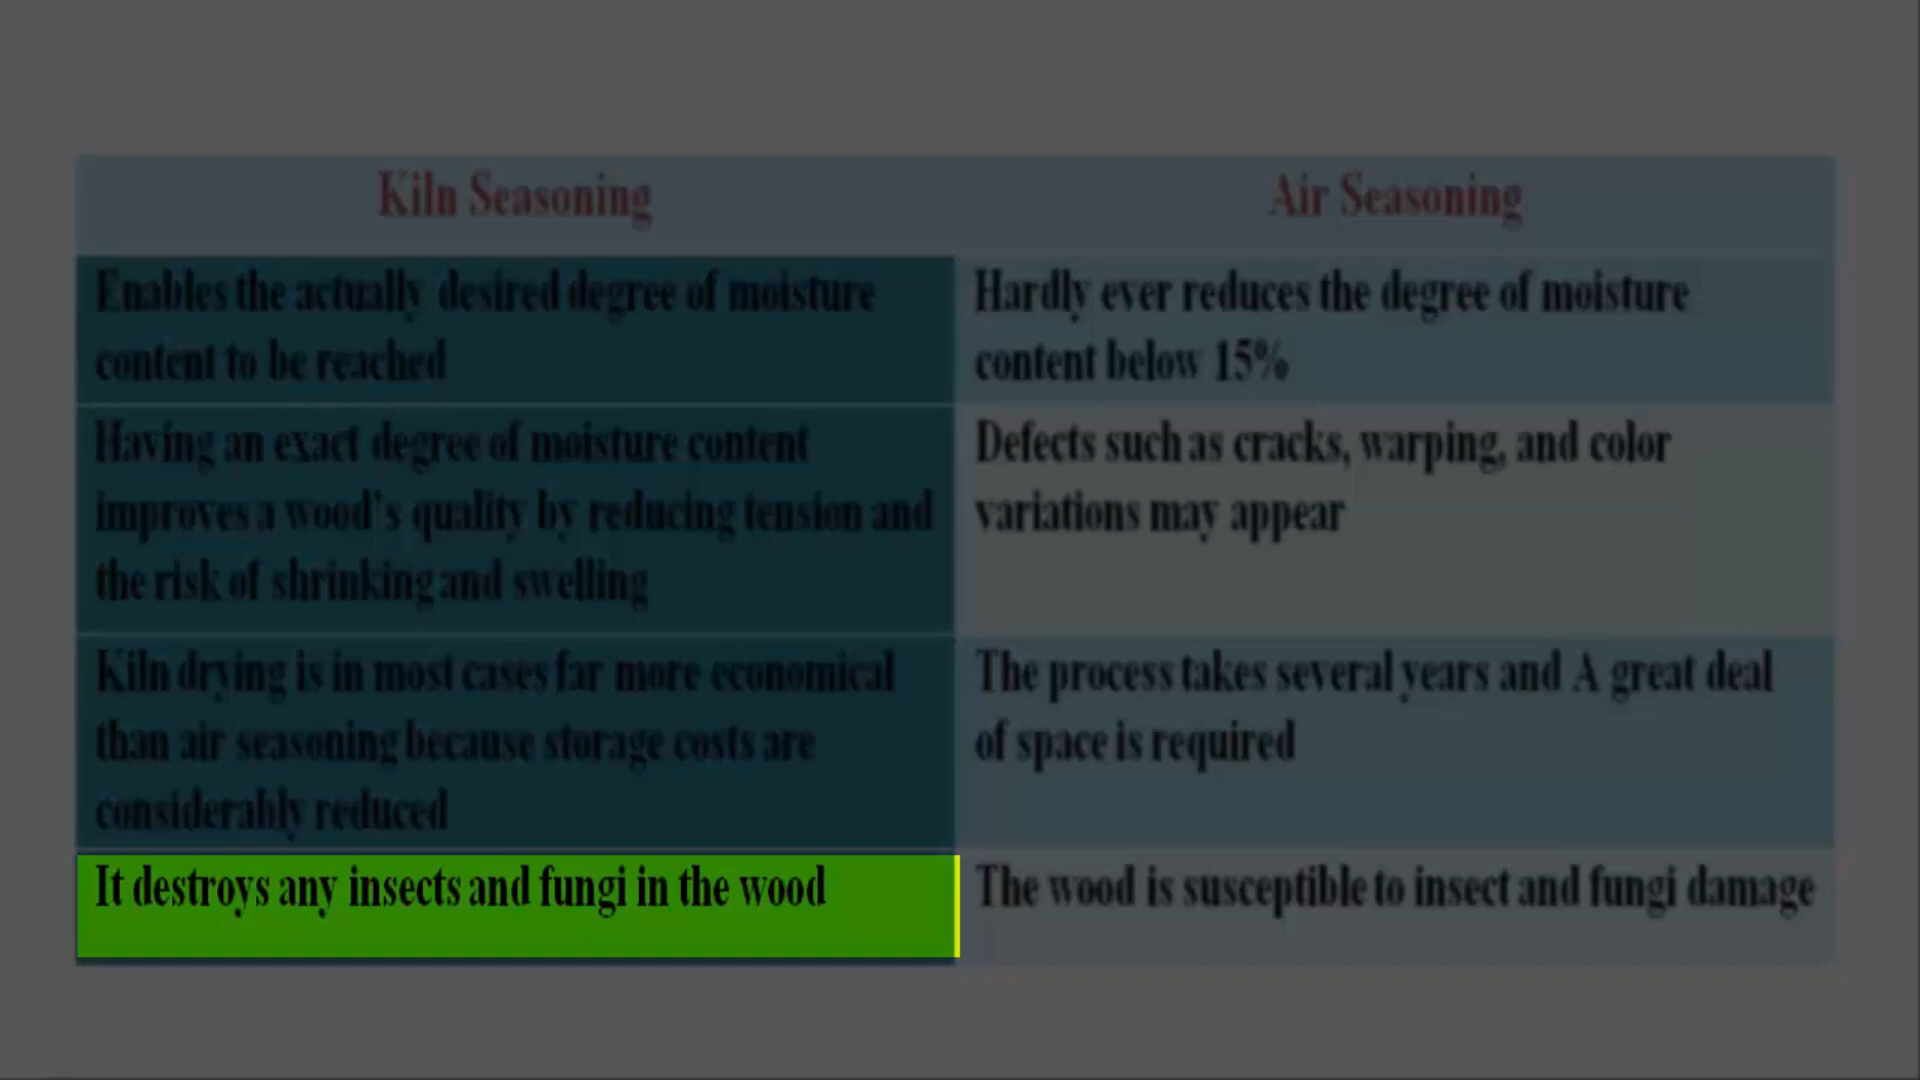 Kiln Seasoning
Air Seasoning
Enables the actually desired degree of moisture
content to be reached
Hardly ever reduces the degree of moisture
content below 15%
Having an exact degree of moisture content
improves a wood's quality by reducing tension and
the risk of shrinking and swelling
Defects such as cracks, warping, and color
variations may appear
Kiln drying is in most cases far more economical
than air seasoning because storage costs are
considerably reduced
The process takes several years and A great deal
of space is required
It destroys any insects and fungi in the wood
The wood is susceptible to insect and fungi damage